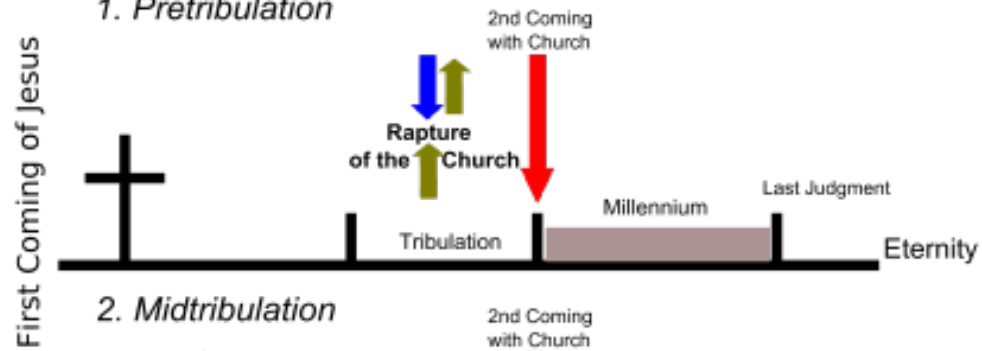 1. Pretribulation
2nd Coming
with Church
First Coming of Jesus
Rapture
of the Church
Last Judgment
Millennium
Tribulation
Eternity
2. Midtribulation
2nd Coming
with Church